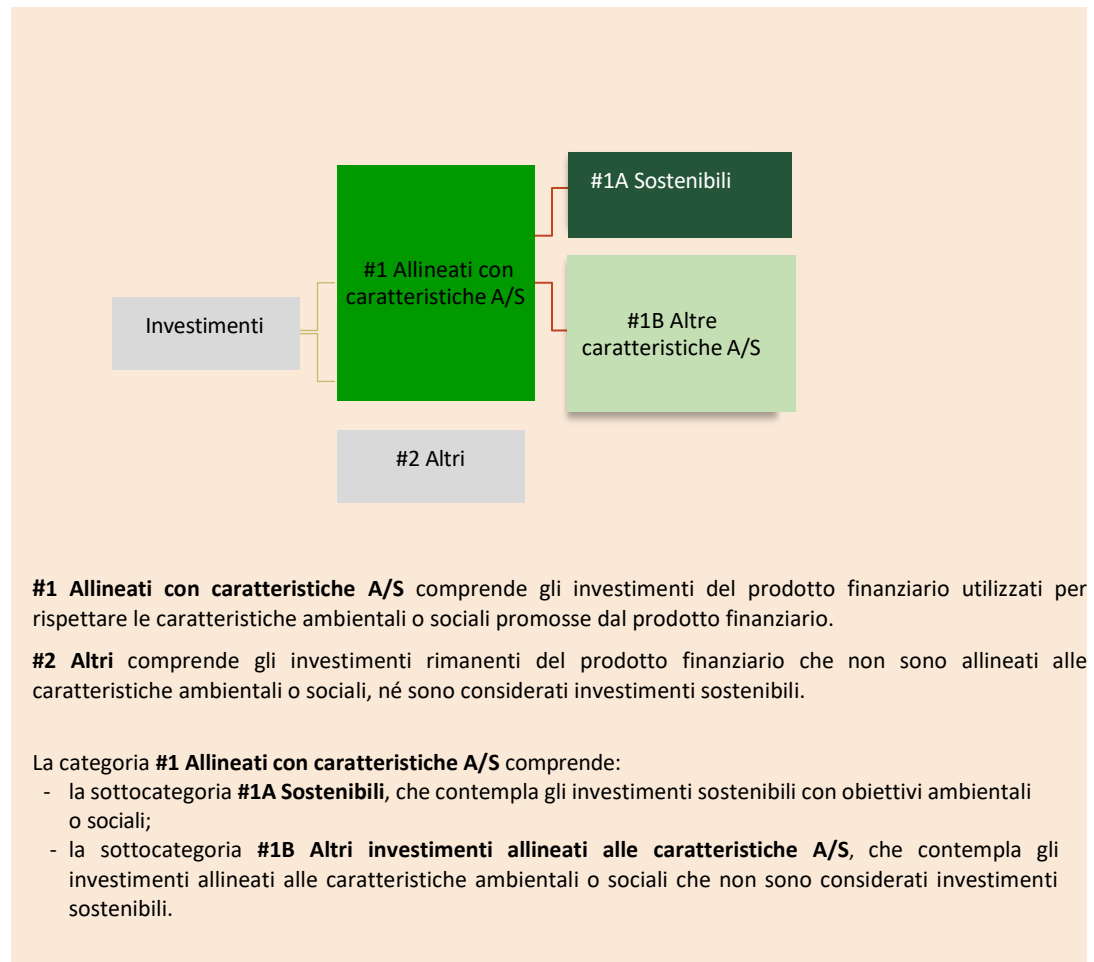 #1A Sostenibili
#1 Allineati con
caratteristiche A/S
Investimenti
#1B Altre
caratteristiche A/S
#2 Altri
#1 Allineati con caratteristiche A/S comprende gli investimenti del prodotto finanziario utilizzati per
rispettare le caratteristiche ambientali o sociali promosse dal prodotto finanziario.
#2 Altri comprende gli investimenti rimanenti del prodotto finanziario che non sono allineati alle
caratteristiche ambientali o sociali, né sono considerati investimenti sostenibili.
La categoria #1 Allineati con caratteristiche A/S comprende:
- la sottocategoria #1A Sostenibili, che contempla gli investimenti sostenibili con obiettivi ambientali
o sociali;
- la sottocategoria #1B Altri investimenti allineati alle caratteristiche A/S, che contempla gli
investimenti allineati alle caratteristiche ambientali o sociali che non sono considerati investimenti
sostenibili.